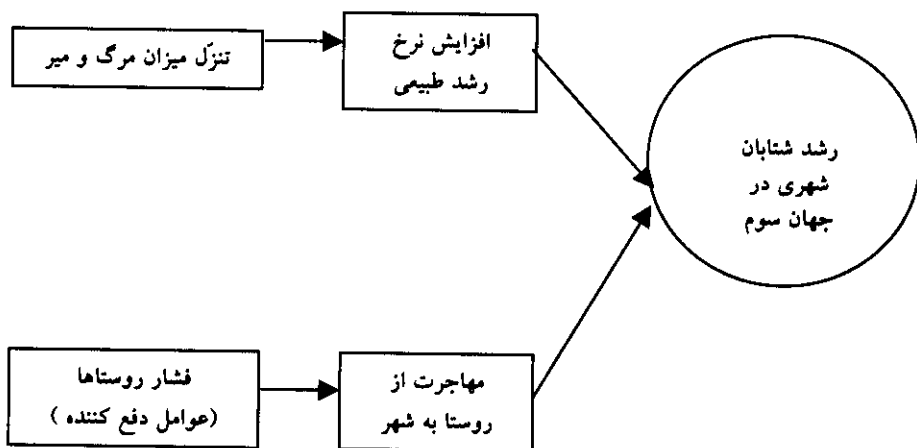 تنزّل میزان مرگ و میر
افزایش نرخ
رشد طبیعی
رشد شتابان
شهری در
جهان سوم
فشار روستاها
(عوامل دفع کننده )
مهاجرت از
روستا به شهر